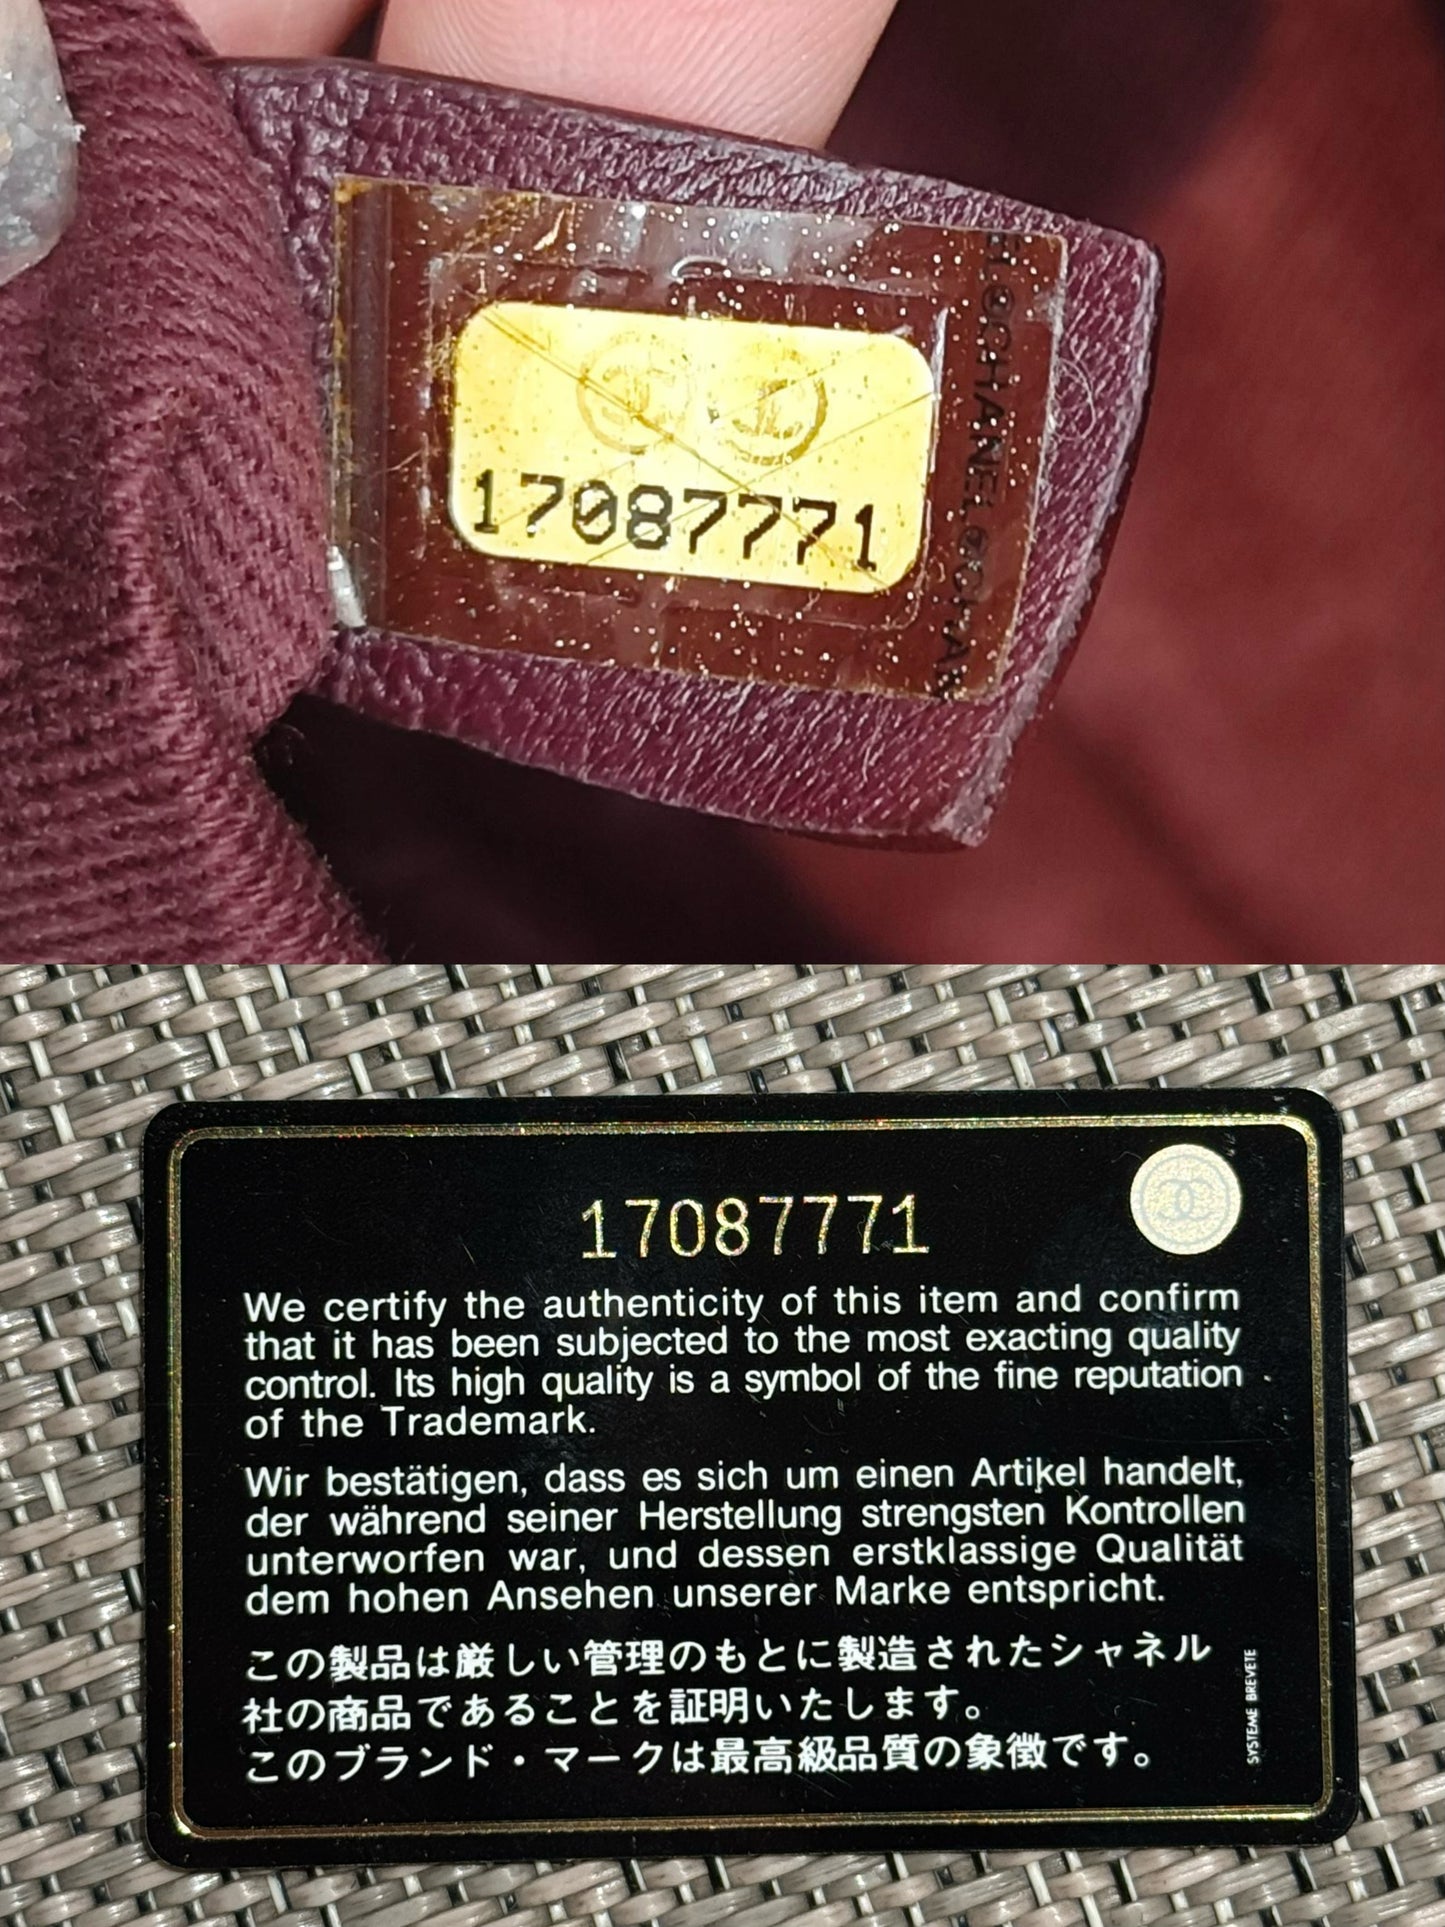 17087771
EL©CHANEL©CHAN
17087771
We certify the authenticity of this item and confirm
that it has been subjected to the most exacting quality
control. Its high quality is a symbol of the fine reputation
of the Trademark.
Wir bestätigen, dass es sich um einen Artikel handelt,
der während seiner Herstellung strengsten Kontrollen
unterworfen war, und dessen erstklassige Qualität
dem hohen Ansehen unserer Marke entspricht.
この製品は厳しい管理のもとに製造されたシャネル
社の商品であることを証明いたします。
このブランド・マークは最高級品質の象徴です。
SYSTEME BREVETE